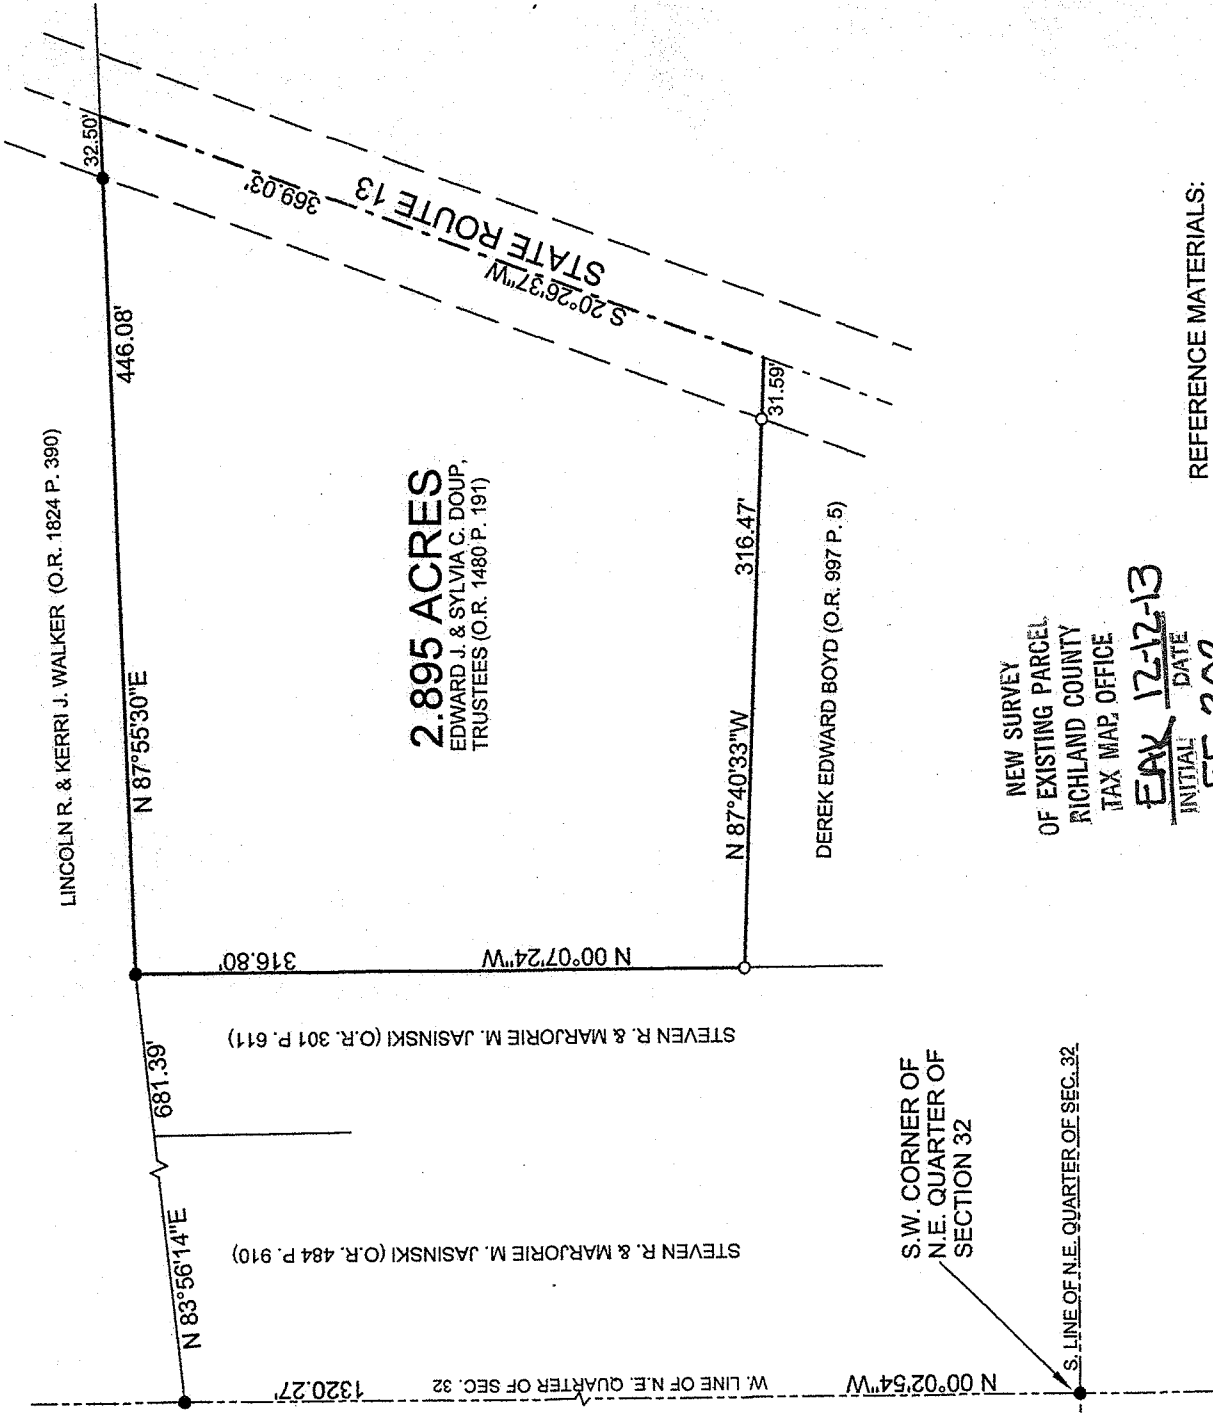 LINCOLN R. & KERRI J. WALKER (O.R. 1824 P. 390)
32.50'
446.08'
N 87°55'30"E
369.03'
STATE ROUTE 13
S 20°26'37"W
2.895 ACRES
EDWARD J. & SYLVIA C. DOUP,
TRUSTEES (O.R. 1480 P. 191)
31.59'
316.47'
N 87°40'33"W
DEREK EDWARD BOYD (O.R. 997 P. 5)
316.80'
N 00°07'24"W
STEVEN R. & MARJORIE M. JASINSKI (O.R. 301 P. 611)
681.39'
N 83°56'14"E
STEVEN R. & MARJORIE M. JASINSKI (O.R. 484 P. 910)
1320.27'
W. LINE OF N.E. QUARTER OF SEC. 32
N 00°02'54"W
S.W. CORNER OF
N.E. QUARTER OF
SECTION 32
S. LINE OF N.E. QUARTER OF SEC. 32
NEW SURVEY
OF EXISTING PARCEL
RICHLAND COUNTY
TAX MAP OFFICE
EAK 12-12-13
INITIAL DATE
REFERENCE MATERIALS: